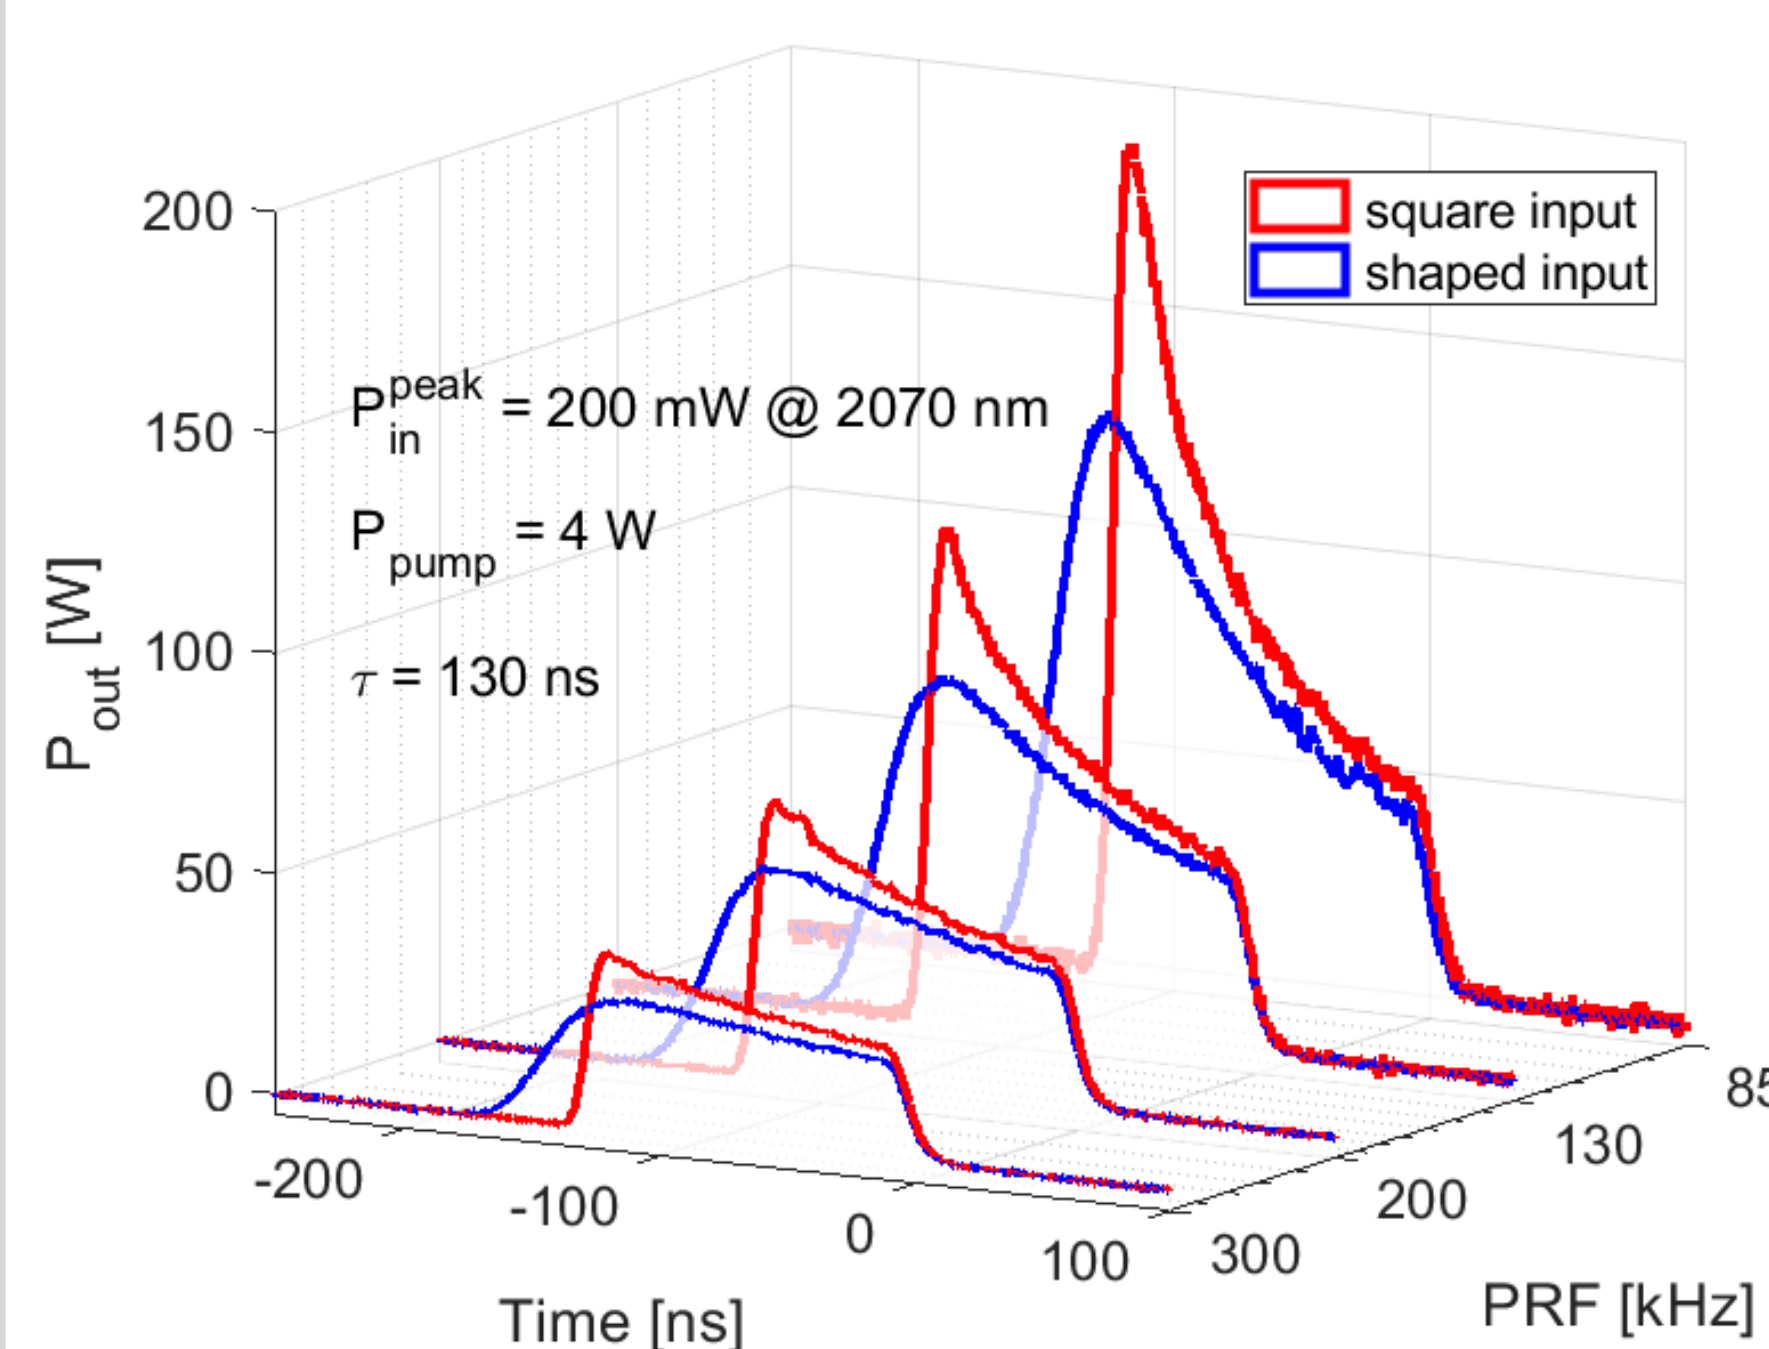 square input
shaped input
P_in^peak = 200 mW @ 2070 nm
P_pump = 4 W
τ = 130 ns
P_out [W]
200
150
100
50
0
-200
-100
0
100
Time [ns]
300
200
130
85
PRF [kHz]